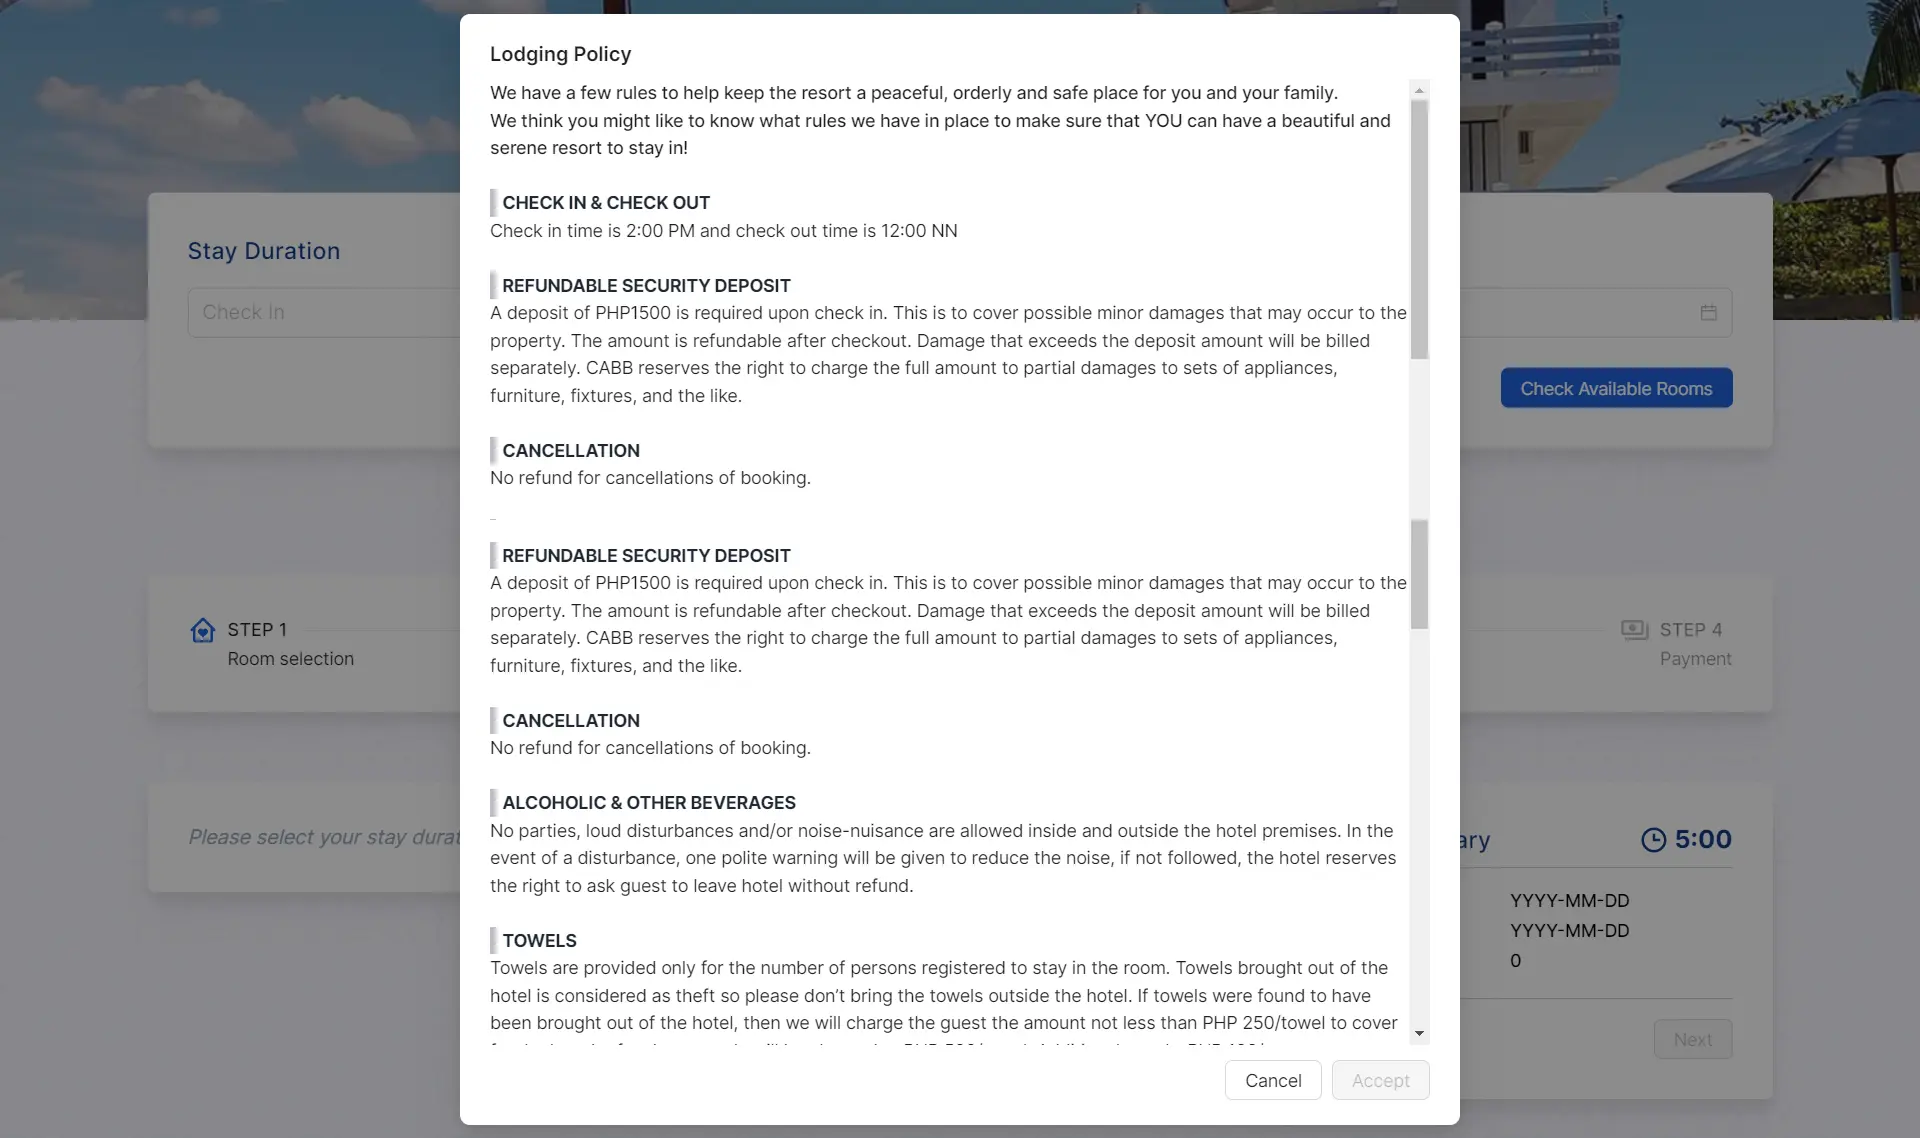 Lodging Policy
We have a few rules to help keep the resort a peaceful, orderly and safe place for you and your family.
We think you might like to know what rules we have in place to make sure that YOU can have a beautiful and
serene resort to stay in!
CHECK IN & CHECK OUT
Check in time is 2:00 PM and check out time is 12:00 NN
REFUNDABLE SECURITY DEPOSIT
A deposit of PHP1500 is required upon check in. This is to cover possible minor damages that may occur to the
property. The amount is refundable after checkout. Damage that exceeds the deposit amount will be billed
separately. CABB reserves the right to charge the full amount to partial damages to sets of appliances,
furniture, fixtures, and the like.
CANCELLATION
No refund for cancellations of booking.
REFUNDABLE SECURITY DEPOSIT
A deposit of PHP1500 is required upon check in. This is to cover possible minor damages that may occur to the
property. The amount is refundable after checkout. Damage that exceeds the deposit amount will be billed
separately. CABB reserves the right to charge the full amount to partial damages to sets of appliances,
furniture, fixtures, and the like.
CANCELLATION
No refund for cancellations of booking.
ALCOHOLIC & OTHER BEVERAGES
No parties, loud disturbances and/or noise-nuisance are allowed inside and outside the hotel premises. In the
event of a disturbance, one polite warning will be given to reduce the noise, if not followed, the hotel reserves
the right to ask guest to leave hotel without refund.
TOWELS
Towels are provided only for the number of persons registered to stay in the room. Towels brought out of the
hotel is considered as theft so please don’t bring the towels outside the hotel. If towels were found to have
been brought out of the hotel, then we will charge the guest the amount not less than PHP 250/towel to cover
Cancel
Accept
Stay Duration
Check In
Check Available Rooms
STEP 1
Room selection
STEP 4
Payment
Please select your stay durat
ary
5:00
YYYY-MM-DD
YYYY-MM-DD
0
Next